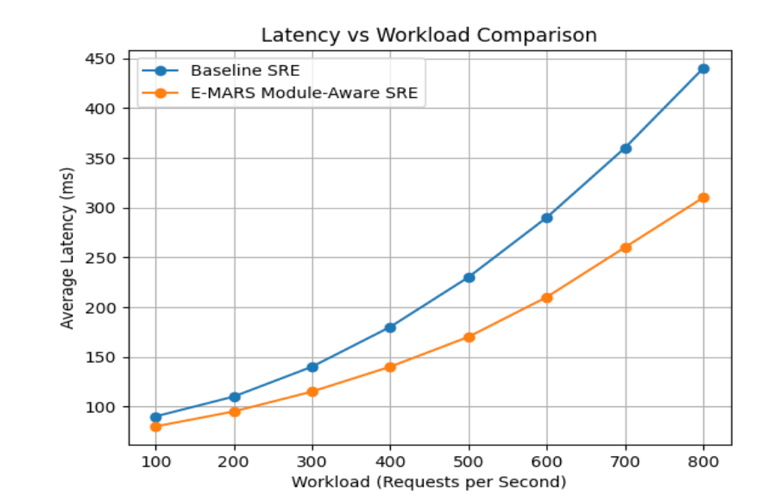 Latency vs Workload Comparison
Baseline SRE
E-MARS Module-Aware SRE
Average Latency (ms)
450
400
350
300
250
200
150
100
100 200 300 400 500 600 700 800
Workload (Requests per Second)